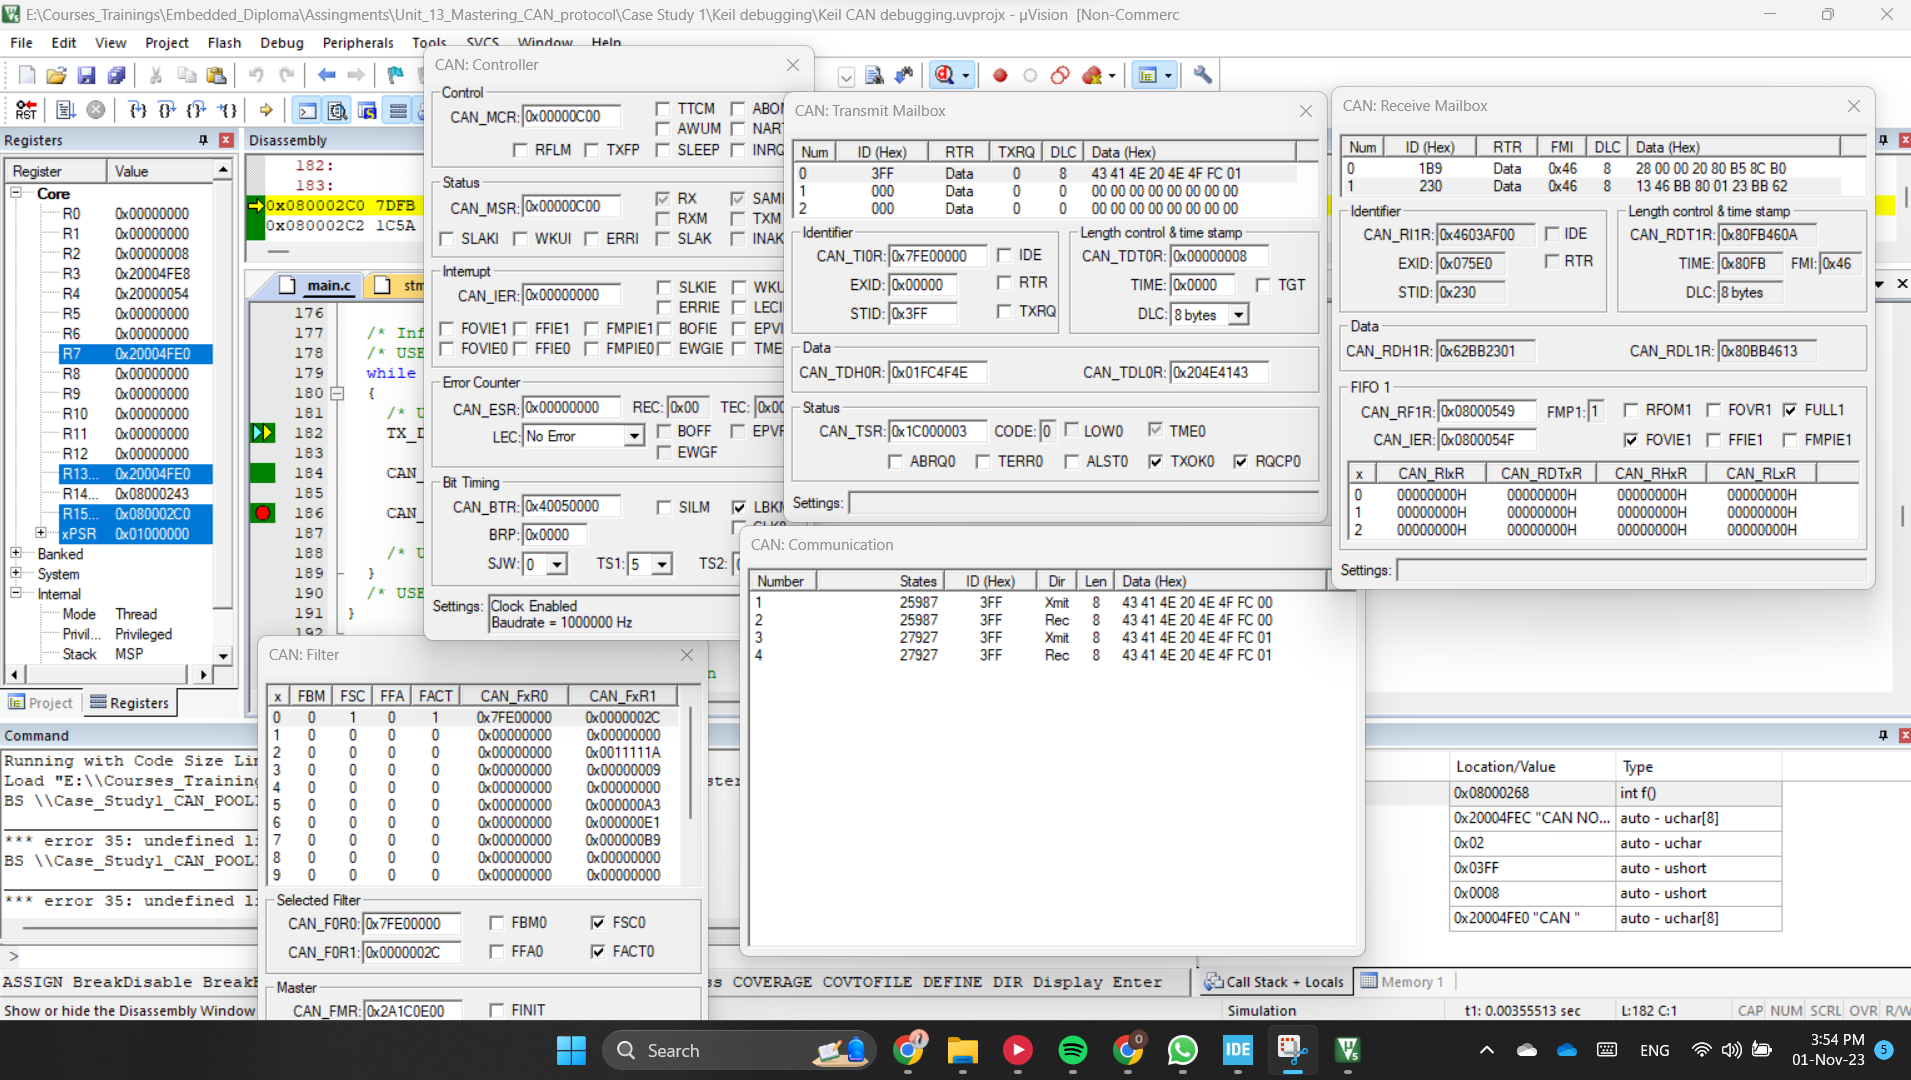 E:\Courses_Trainings\Embedded_Diploma\Assingments\Unit_13_Mastering_CAN_protocol\Case Study 1\Keil debugging\Keil CAN debugging.uvprojx - µVision [Non-Commerc
File Edit View Project Flash Debug Peripherals Tools SVCS Window Help
Registers
Register Value
Core
R0 0x00000000
R1 0x00000000
R2 0x00000008
R3 0x20004FE8
R4 0x20000054
R5 0x00000000
R6 0x00000000
R7 0x20004FE0
R8 0x00000000
R9 0x00000000
R10 0x00000000
R11 0x00000000
R12 0x00000000
R13... 0x20004FE0
R14... 0x08000243
R15... 0x080002C0
xPSR 0x01000000
Banked
System
Internal
Mode Thread
Privil... Privileged
Stack MSP
Project Registers
Disassembly
182:
183:
0x080002C0 7DFB
0x080002C2 1C5A
main.c stm
176
177 /* Inf
178 /* USE
179 while
180 {
181 /* U
182 TX_D
183
184 CAN_
185
186 CAN_
187
188 /* U
189 }
190 /* USE
191 }
192
CAN: Controller
Control
CAN_MCR: 0x00000C00 TTCM ABOM
AWUM NAR
RFLM TXFP SLEEP INRQ
Status
CAN_MSR: 0x00000C00 RX SAM
RXM TXM
SLAKI WKUI ERRI SLAK INAK
Interrupt
CAN_IER: 0x00000000 SLKIE WKU
ERRIE LECI
FOVIE1 FFIE1 FMPIE1 BOFIE EPVI
FOVIE0 FFIE0 FMPIE0 EWGIE TME
Error Counter
CAN_ESR: 0x00000000 REC: 0x00 TEC: 0x00
LEC: No Error BOFF EPVF
EWGF
Bit Timing
CAN_BTR: 0x40050000 SILM LBKM
BRP: 0x0000
SJW: 0 TS1: 5 TS2:
Settings: Clock Enabled
Baudrate = 1000000 Hz
CAN: Transmit Mailbox
Num ID (Hex) RTR TXRQ DLC Data (Hex)
0 3FF Data 0 8 43 41 4E 20 4E 4F FC 01
1 000 Data 0 0 00 00 00 00 00 00 00 00
2 000 Data 0 0 00 00 00 00 00 00 00 00
Identifier
CAN_TI0R: 0x7FE00000 IDE
EXID: 0x00000 RTR
STID: 0x3FF TXRQ
Length control & time stamp
CAN_TDT0R: 0x00000008
TIME: 0x0000 TGT
DLC: 8 bytes
Data
CAN_TDH0R: 0x01FC4F4E CAN_TDL0R: 0x204E4143
Status
CAN_TSR: 0x1C000003 CODE: 0 LOW0 TME0
ABRQ0 TERR0 ALST0 TXOK0 RQCP0
Settings:
CAN: Receive Mailbox
Num ID (Hex) RTR FMI DLC Data (Hex)
0 1B9 Data 0x46 8 28 00 00 20 80 B5 8C B0
1 230 Data 0x46 8 13 46 BB 80 01 23 BB 62
Identifier
CAN_RI1R: 0x4603AF00 IDE
EXID: 0x075E0 RTR
STID: 0x230
Length control & time stamp
CAN_RDT1R: 0x80FB460A
TIME: 0x80FB FMI: 0x46
DLC: 8 bytes
Data
CAN_RDH1R: 0x62BB2301 CAN_RDL1R: 0x80BB4613
FIFO 1
CAN_RF1R: 0x08000549 FMP1: 1 RFOM1 FOVR1 FULL1
CAN_IER: 0x0800054F FOVIE1 FFIE1 FMPIE1
x CAN_RIxR CAN_RDTxR CAN_RHxR CAN_RLxR
0 00000000H 00000000H 00000000H 00000000H
1 00000000H 00000000H 00000000H 00000000H
2 00000000H 00000000H 00000000H 00000000H
Settings:
CAN: Communication
Number States ID (Hex) Dir Len Data (Hex)
1 25987 3FF Xmit 8 43 41 4E 20 4E 4F FC 00
2 25987 3FF Rec 8 43 41 4E 20 4E 4F FC 00
3 27927 3FF Xmit 8 43 41 4E 20 4E 4F FC 01
4 27927 3FF Rec 8 43 41 4E 20 4E 4F FC 01
CAN: Filter
x FBM FSC FFA FACT CAN_FxR0 CAN_FxR1
0 0 1 0 1 0x7FE00000 0x0000002C
1 0 0 0 0 0x00000000 0x00000000
2 0 0 0 0 0x00000000 0x0011111A
3 0 0 0 0 0x00000000 0x00000009
4 0 0 0 0 0x00000000 0x00000000
5 0 0 0 0 0x00000000 0x000000A3
6 0 0 0 0 0x00000000 0x000000E1
7 0 0 0 0 0x00000000 0x000000B9
8 0 0 0 0 0x00000000 0x00000000
9 0 0 0 0 0x00000000 0x00000000
Selected Filter
CAN_F0R0: 0x7FE00000 FBM0 FSC0
CAN_F0R1: 0x0000002C FFA0 FACT0
Master
CAN_FMR: 0x2A1C0E00 FINIT
Command
Running with Code Size Lim
Load "E:\\Courses_Training
BS \\Case_Study1_CAN_POOLI
*** error 35: undefined li
BS \\Case_Study1_CAN_POOLI
*** error 35: undefined li
>
ASSIGN BreakDisable BreakE ss COVERAGE COVTOFILE DEFINE DIR Display Enter
Location/Value Type
0x08000268 int f()
0x20004FEC "CAN NO... auto - uchar[8]
0x02 auto - uchar
0x03FF auto - ushort
0x0008 auto - ushort
0x20004FE0 "CAN " auto - uchar[8]
Call Stack + Locals Memory 1
Show or hide the Disassembly Window Simulation t1: 0.00355513 sec L:182 C:1 CAP NUM SCRL OVR R/W
Search IDE ENG 3:54 PM
01-Nov-23 5